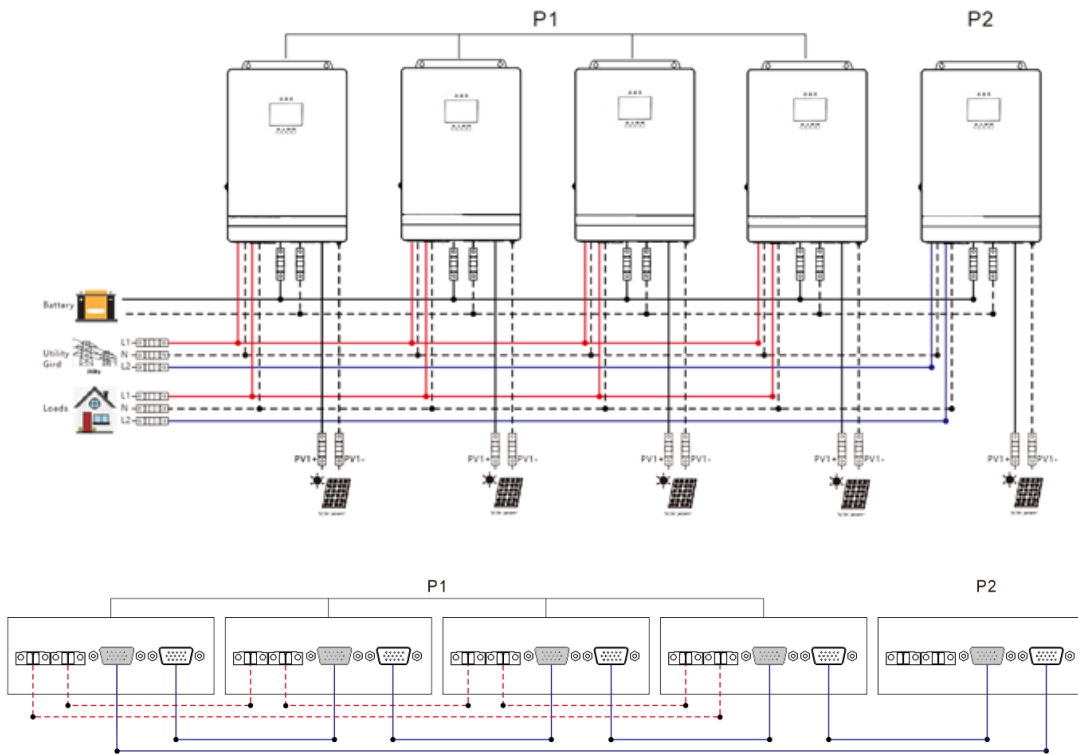 P1 P2
Battery
L1
Utility N
Gird L2
L1
Loads N
L2
PV1+ PV1- PV1+ PV1- PV1+ PV1- PV1+ PV1- PV1+ PV1-
P1 P2